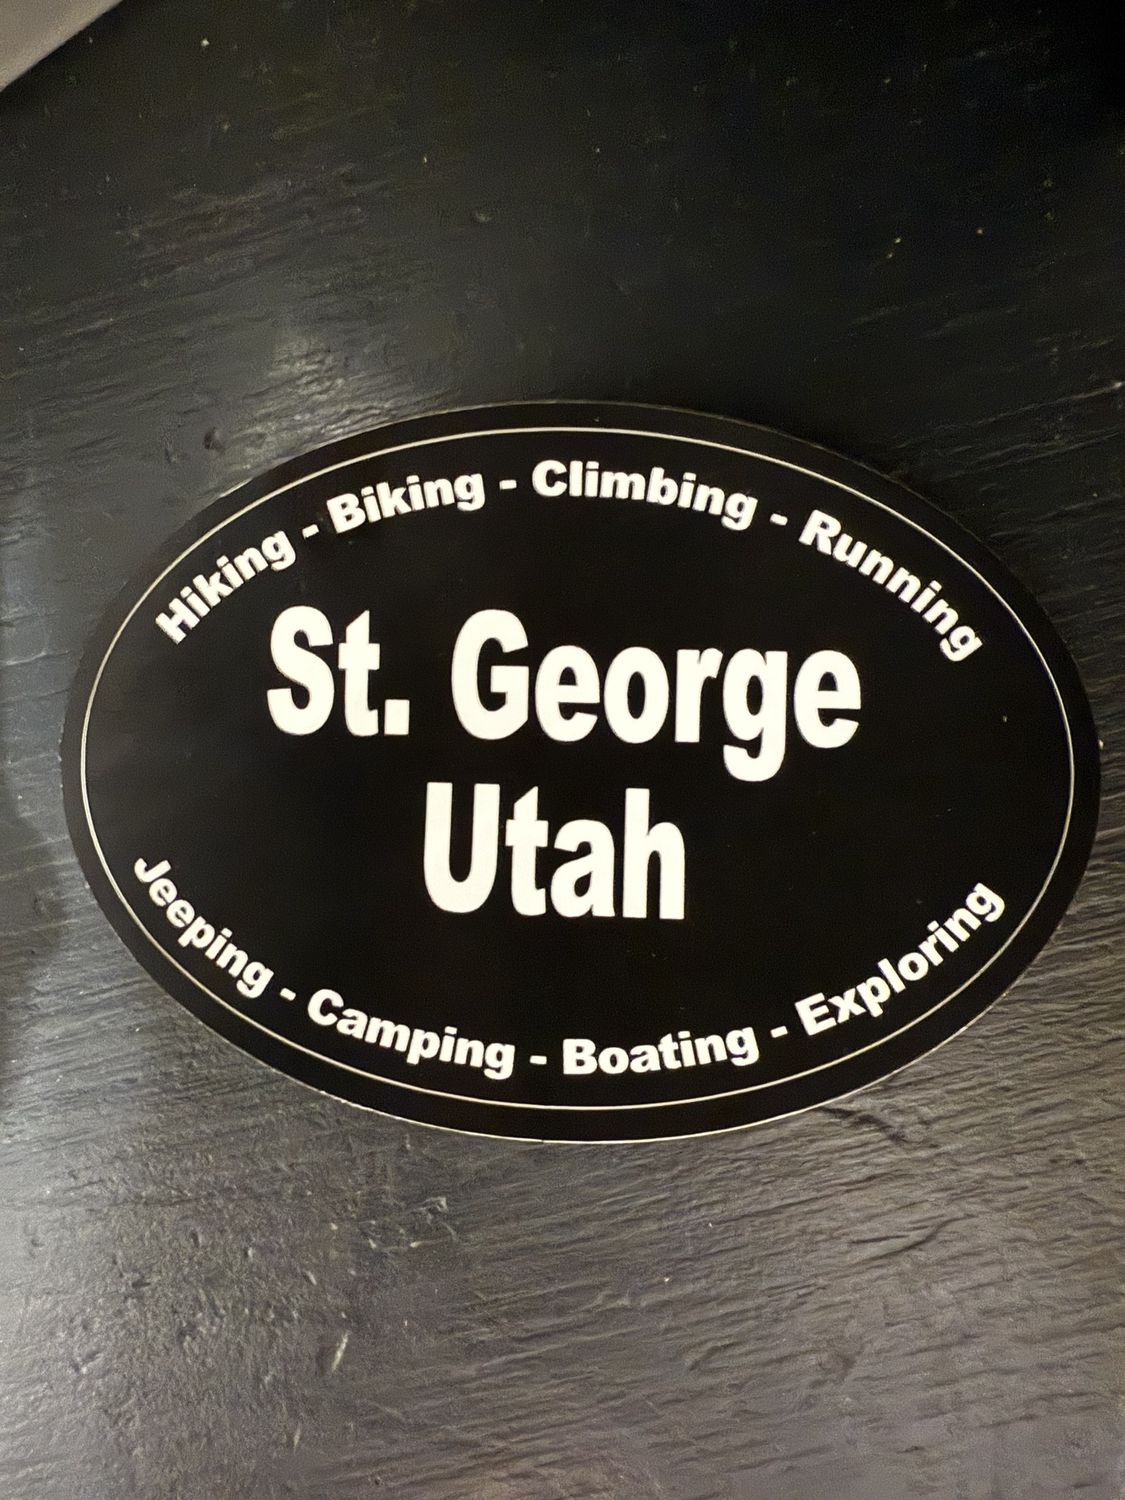 Hiking - Biking - Climbing - Running
St. George
Utah
Jeeping - Camping - Boating - Exploring